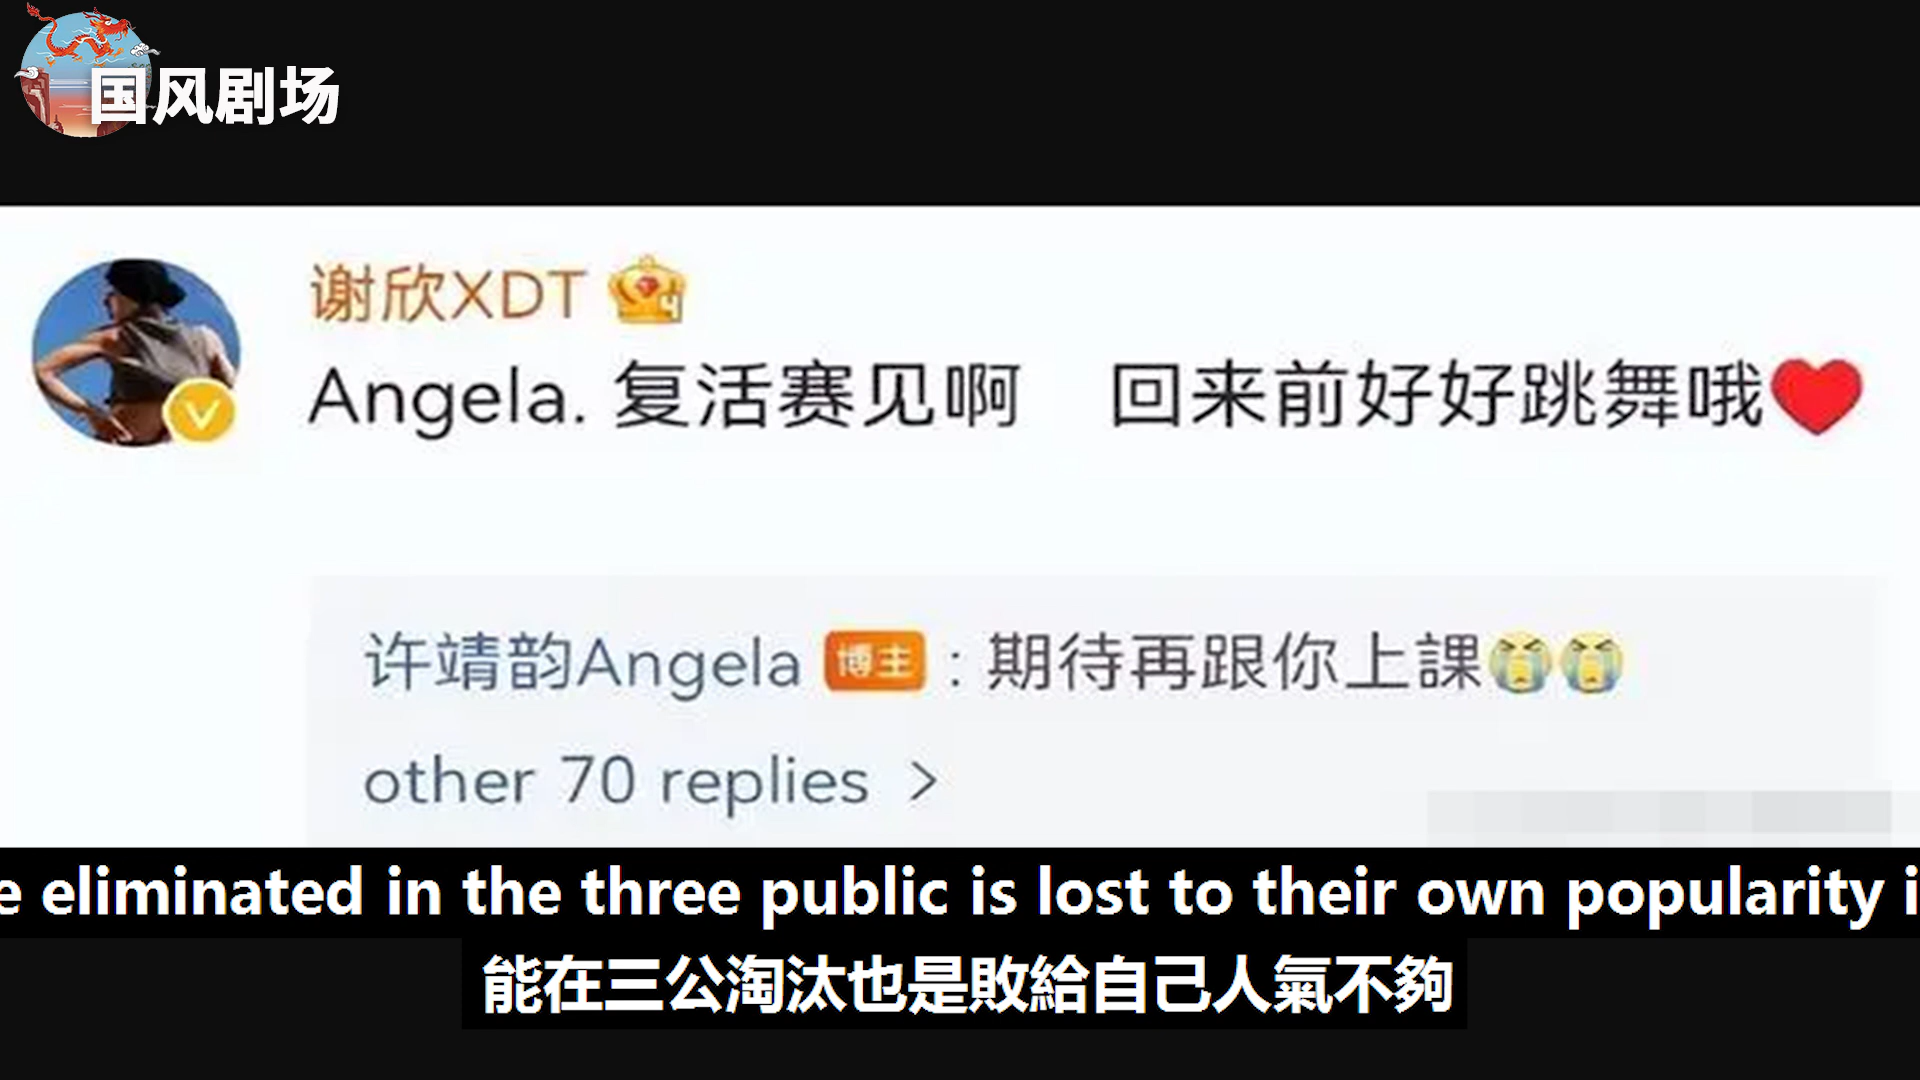 国风剧场
谢欣XDT
Angela. 复活赛见啊 回来前好好跳舞哦❤️
许靖韵Angela 博主 : 期待再跟你上課😭😭
other 70 replies >
e eliminated in the three public is lost to their own popularity i
能在三公淘汰也是敗給自己人氣不夠